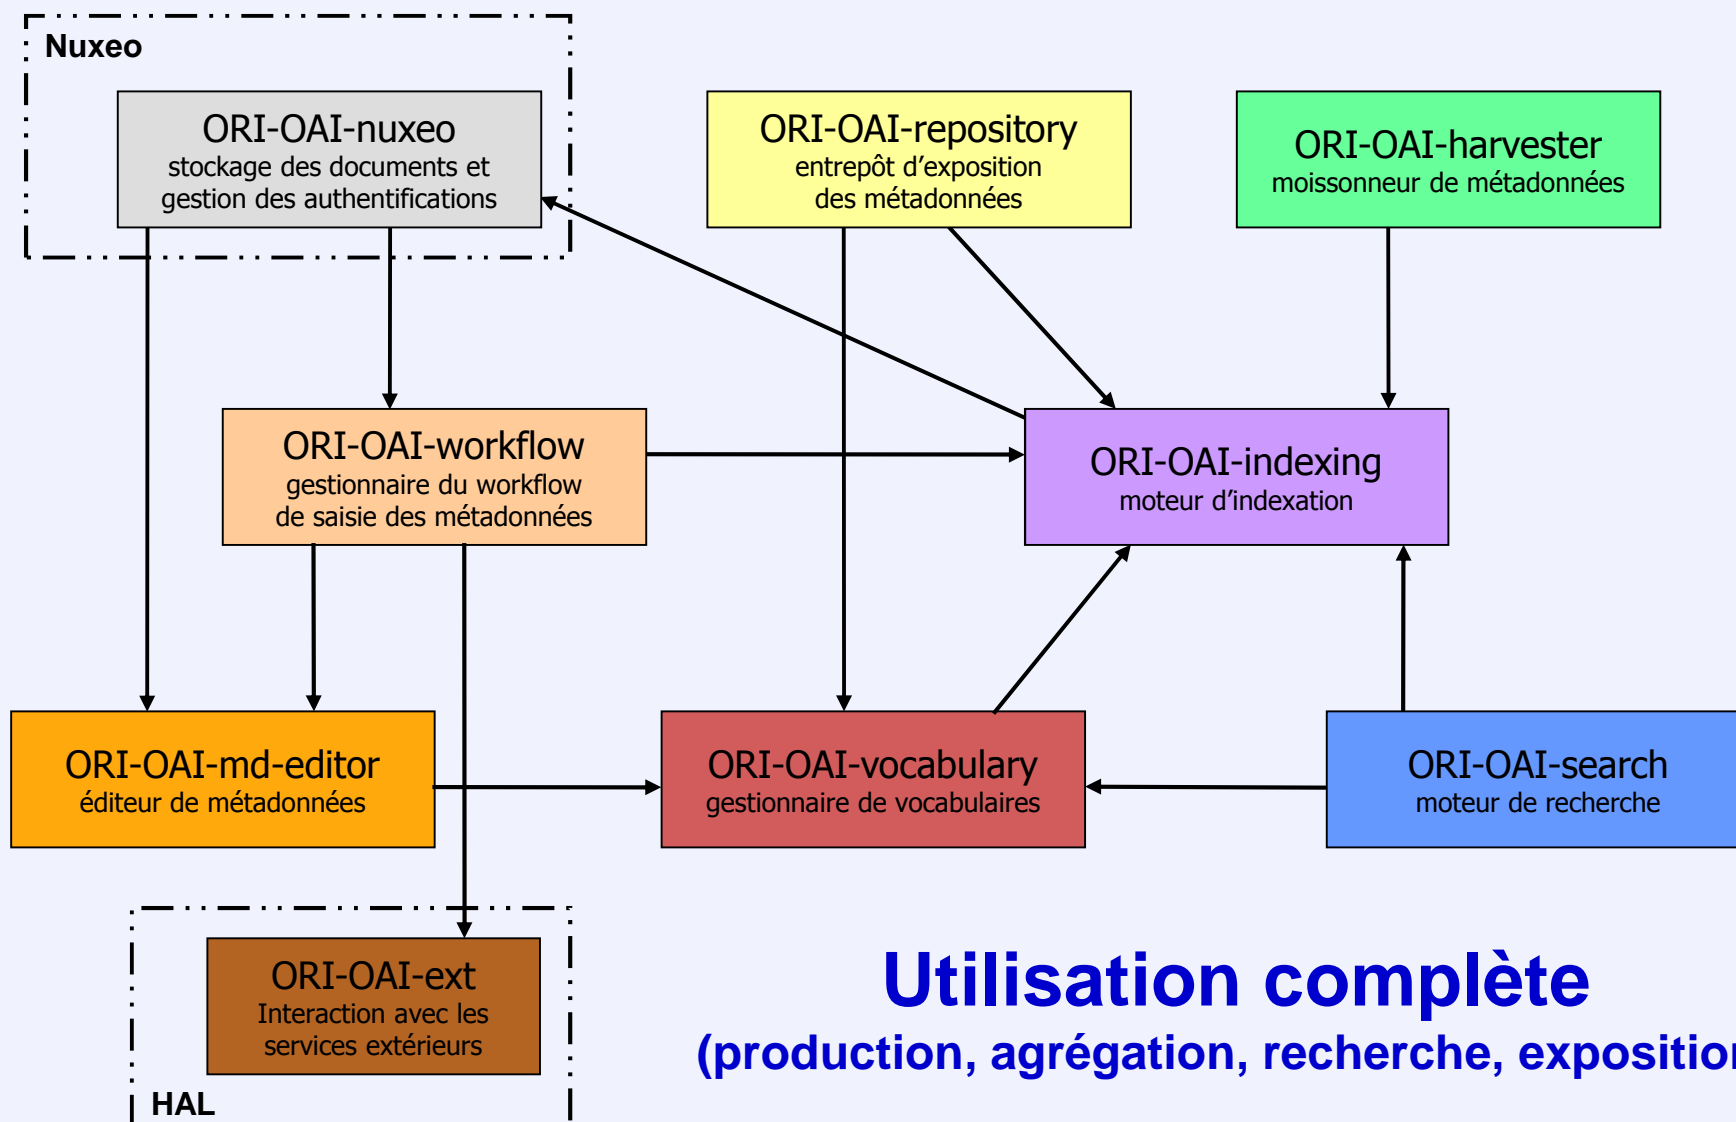 Nuxeo
ORI-OAI-nuxeo
stockage des documents et
gestion des authentifications
ORI-OAI-repository
entrepôt d’exposition
des métadonnées
ORI-OAI-harvester
moissonneur de métadonnées
ORI-OAI-workflow
gestionnaire du workflow
de saisie des métadonnées
ORI-OAI-indexing
moteur d’indexation
ORI-OAI-md-editor
éditeur de métadonnées
ORI-OAI-vocabulary
gestionnaire de vocabulaires
ORI-OAI-search
moteur de recherche
ORI-OAI-ext
Interaction avec les
services extérieurs
HAL
Utilisation complète
(production, agrégation, recherche, exposition